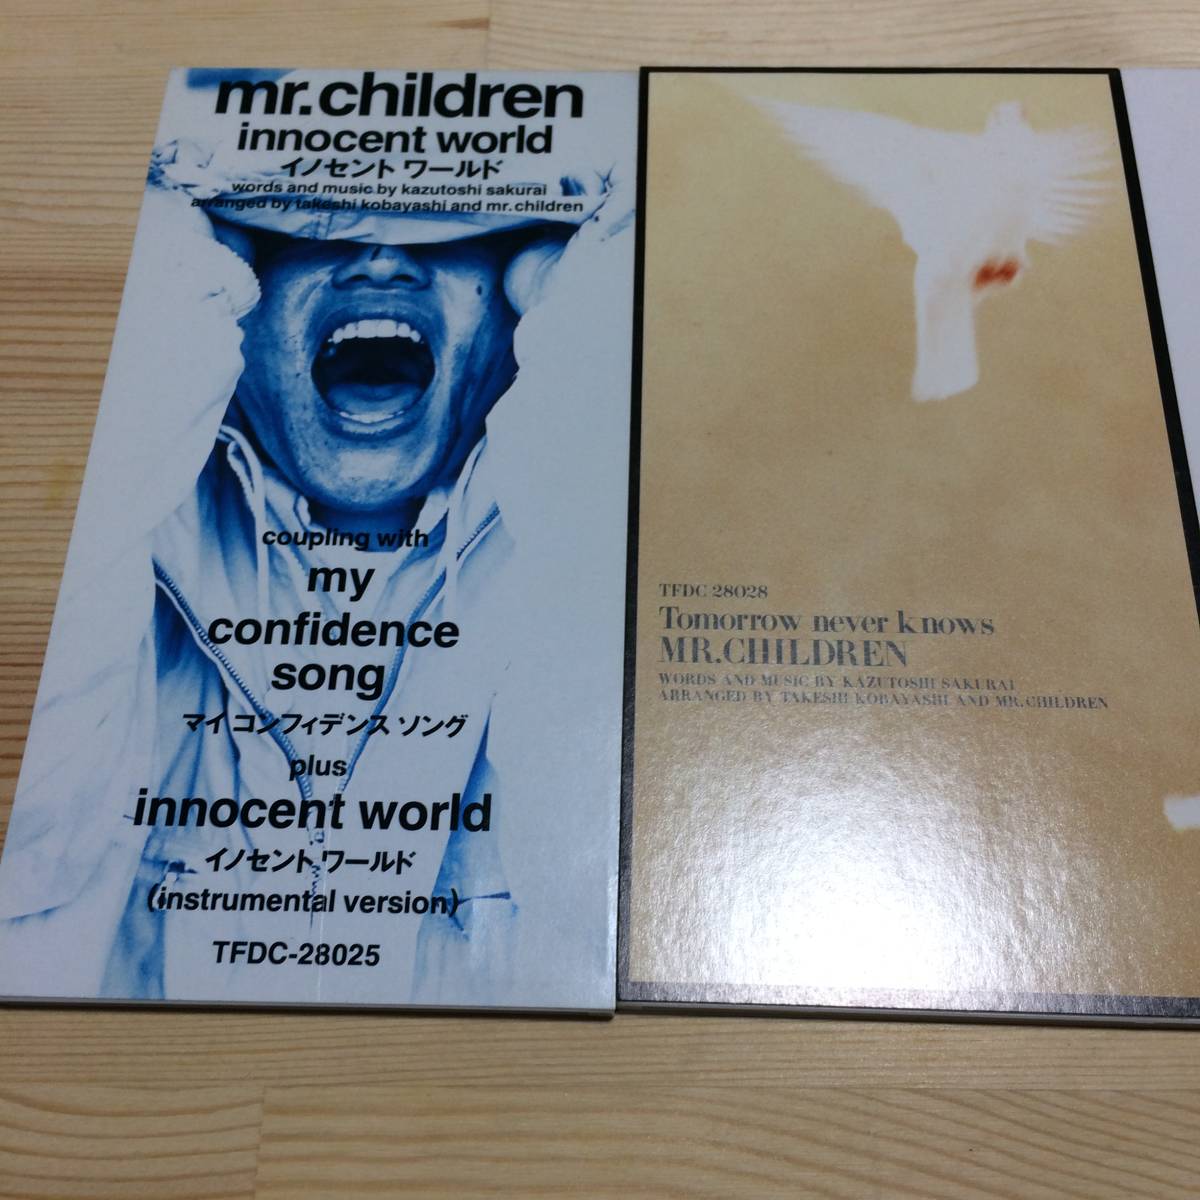 mr.children
innocent world
イノセント ワールド
words and music by kazutoshi sakurai
arranged by takeshi kobayashi and mr.children
coupling with
my
confidence
song
マイ コンフィデンス ソング
plus
innocent world
イノセント ワールド
(instrumental version)
TFDC-28025
TFDC 28028
Tomorrow never knows
MR.CHILDREN
WORDS AND MUSIC BY KAZUTOSHI SAKURAI
ARRANGED BY TAKESHI KOBAYASHI AND MR.CHILDREN